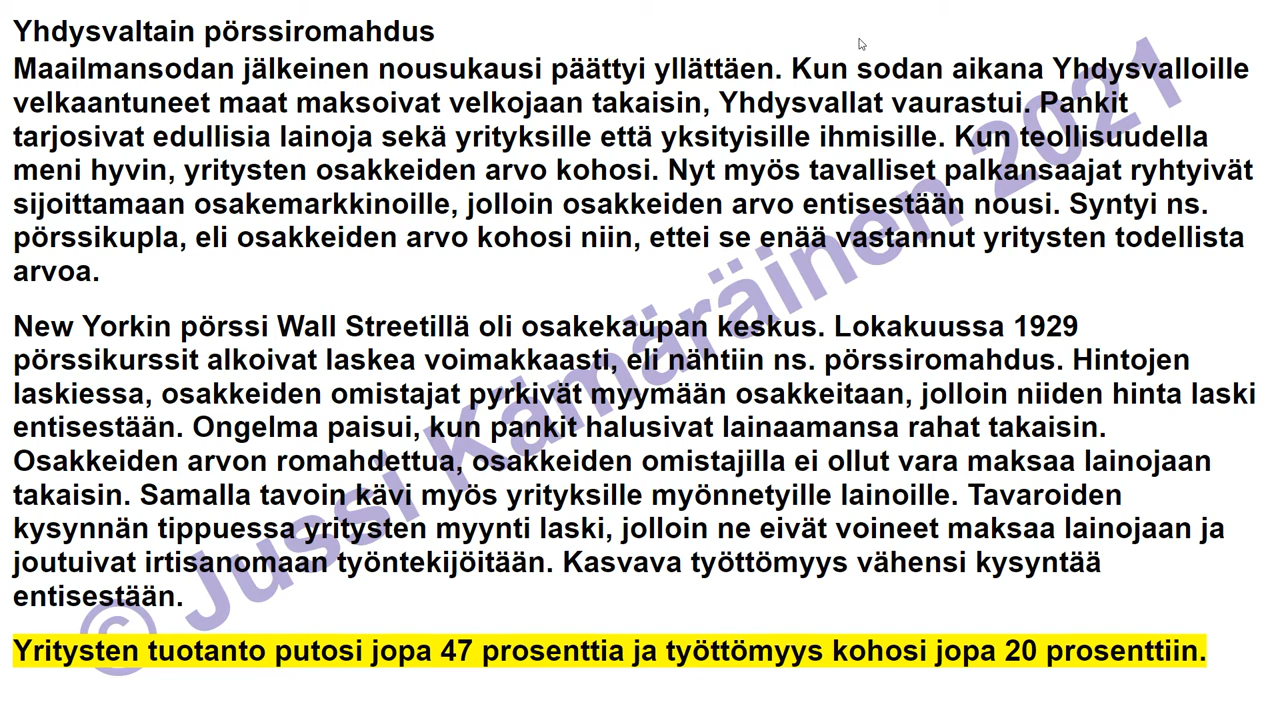 Yhdysvaltain pörssiromahdus
Maailmansodan jälkeinen nousukausi päättyi yllättäen. Kun sodan aikana Yhdysvalloille
velkaantuneet maat maksoivat velkojaan takaisin, Yhdysvallat vaurastui. Pankit
tarjosivat edullisia lainoja sekä yrityksille että yksityisille ihmisille. Kun teollisuudella
meni hyvin, yritysten osakkeiden arvo kohosi. Nyt myös tavalliset palkansaajat ryhtyivät
sijoittamaan osakemarkkinoille, jolloin osakkeiden arvo entisestään nousi. Syntyi ns.
pörssikupla, eli osakkeiden arvo kohosi niin, ettei se enää vastannut yritysten todellista
arvoa.
New Yorkin pörssi Wall Streetillä oli osakekaupan keskus. Lokakuussa 1929
pörssikurssit alkoivat laskea voimakkaasti, eli nähtiin ns. pörssiromahdus. Hintojen
laskiessa, osakkeiden omistajat pyrkivät myymään osakkeitaan, jolloin niiden hinta laski
entisestään. Ongelma paisui, kun pankit halusivat lainaamansa rahat takaisin.
Osakkeiden arvon romahdettua, osakkeiden omistajilla ei ollut vara maksaa lainojaan
takaisin. Samalla tavoin kävi myös yrityksille myönnetyille lainoille. Tavaroiden
kysynnän tippuessa yritysten myynti laski, jolloin ne eivät voineet maksaa lainojaan ja
joutuivat irtisanomaan työntekijöitään. Kasvava työttömyys vähensi kysyntää
entisestään.
Yritysten tuotanto putosi jopa 47 prosenttia ja työttömyys kohosi jopa 20 prosenttiin.
© Jussi Kämäräinen 2021